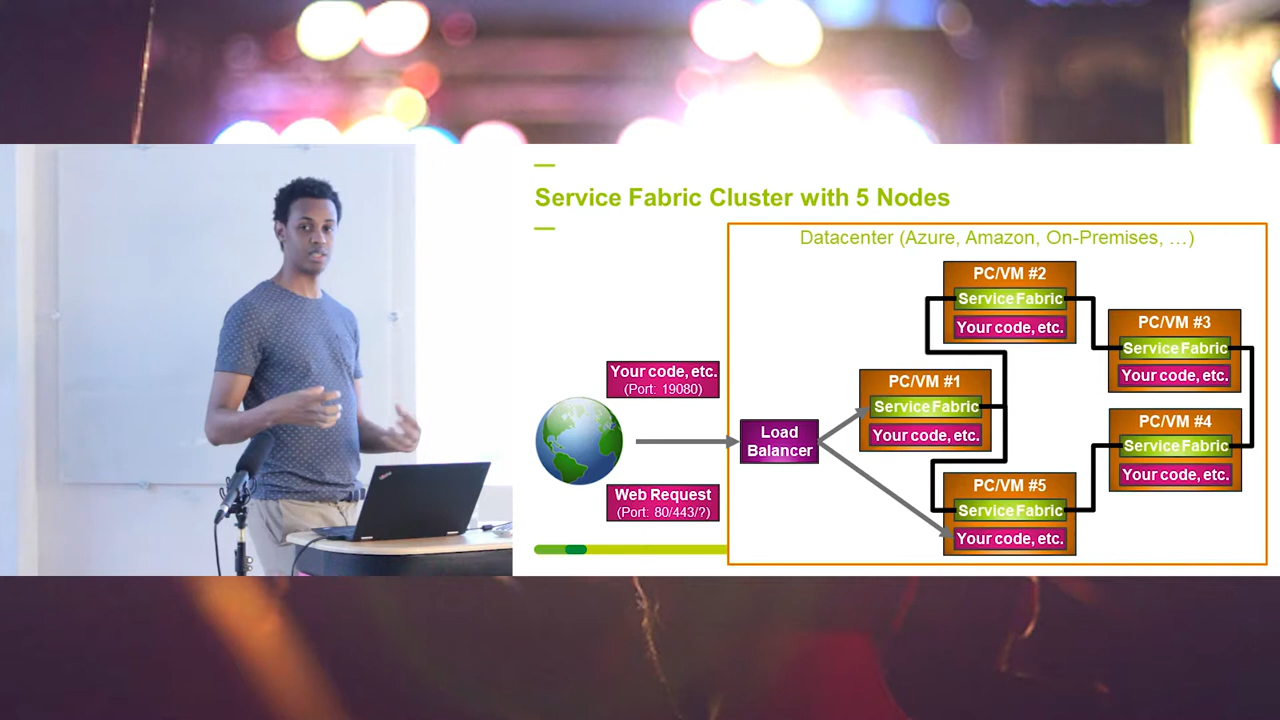 Service Fabric Cluster with 5 Nodes
Datacenter (Azure, Amazon, On-Premises, …)
PC/VM #2
Service Fabric
Your code, etc.
PC/VM #3
Service Fabric
Your code, etc.
Your code, etc.
(Port: 19080)
PC/VM #1
Service Fabric
Your code, etc.
Load
Balancer
PC/VM #4
Service Fabric
Your code, etc.
Web Request
(Port: 80/443/?)
PC/VM #5
Service Fabric
Your code, etc.